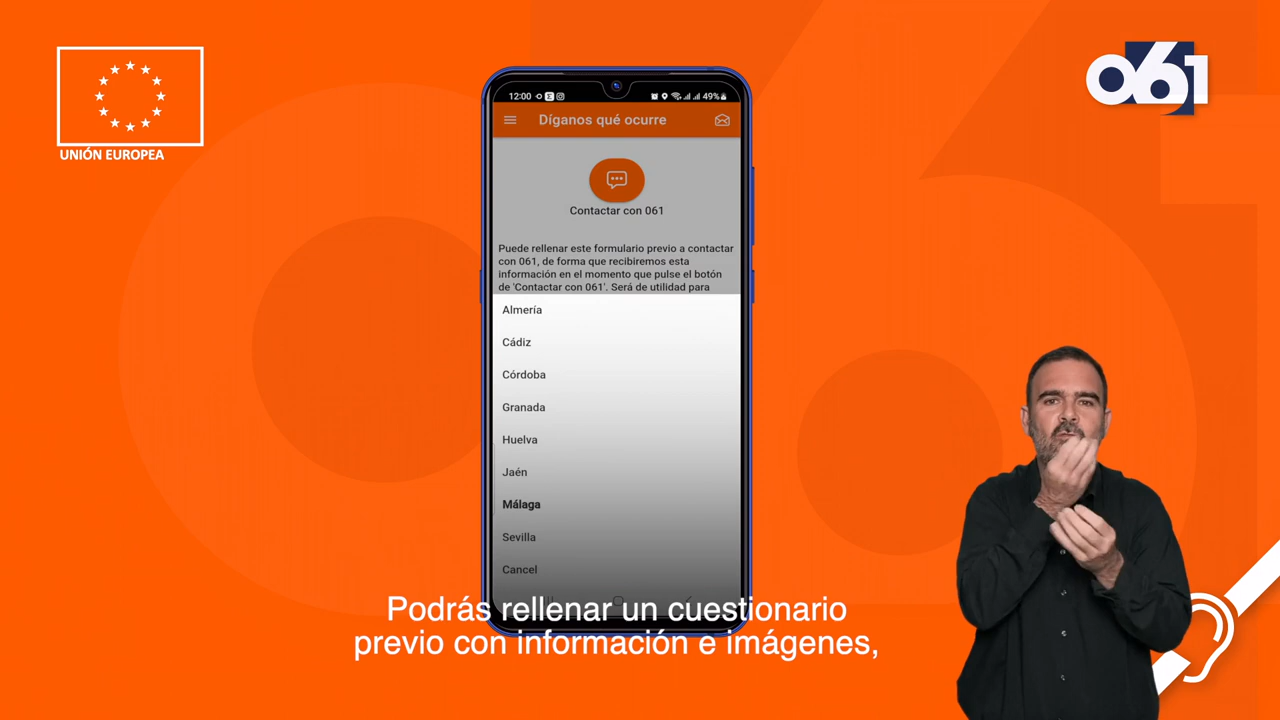 UNIÓN EUROPEA
061
12:00
49%
Díganos qué ocurre
Contactar con 061
Puede rellenar este formulario previo a contactar
con 061, de forma que recibiremos esta
información en el momento que pulse el botón
de 'Contactar con 061'. Será de utilidad para
Almería
Cádiz
Córdoba
Granada
Huelva
Jaén
Málaga
Sevilla
Cancel
Podrás rellenar un cuestionario
previo con información e imágenes,